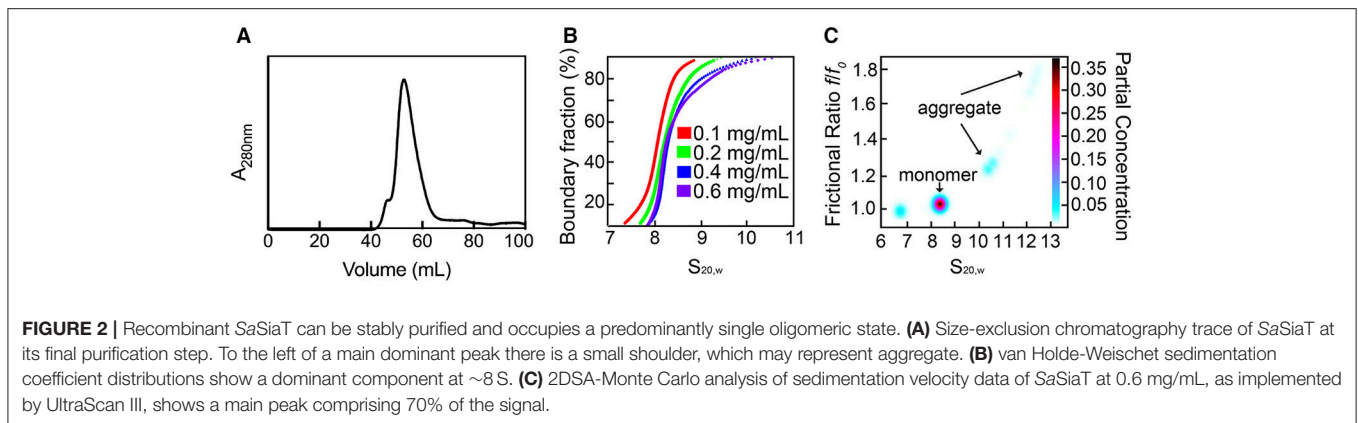 A
A280nm
0
20
40
60
80
100
Volume (mL)
B
Boundary fraction (%)
80
60
40
20
0.1 mg/mL
0.2 mg/mL
0.4 mg/mL
0.6 mg/mL
7
8
9
10
11
S20,w
C
Frictional Ratio f/f0
1.8
1.6
1.4
1.2
1.0
aggregate
monomer
6
7
8
9
10
11
12
13
S20,w
0.35
0.30
0.25
0.20
0.15
0.10
0.05
Partial Concentration
FIGURE 2 | Recombinant SaSiaT can be stably purified and occupies a predominantly single oligomeric state. (A) Size-exclusion chromatography trace of SaSiaT at
its final purification step. To the left of a main dominant peak there is a small shoulder, which may represent aggregate. (B) van Holde-Weischet sedimentation
coefficient distributions show a dominant component at ∼8 S. (C) 2DSA-Monte Carlo analysis of sedimentation velocity data of SaSiaT at 0.6 mg/mL, as implemented
by UltraScan III, shows a main peak comprising 70% of the signal.